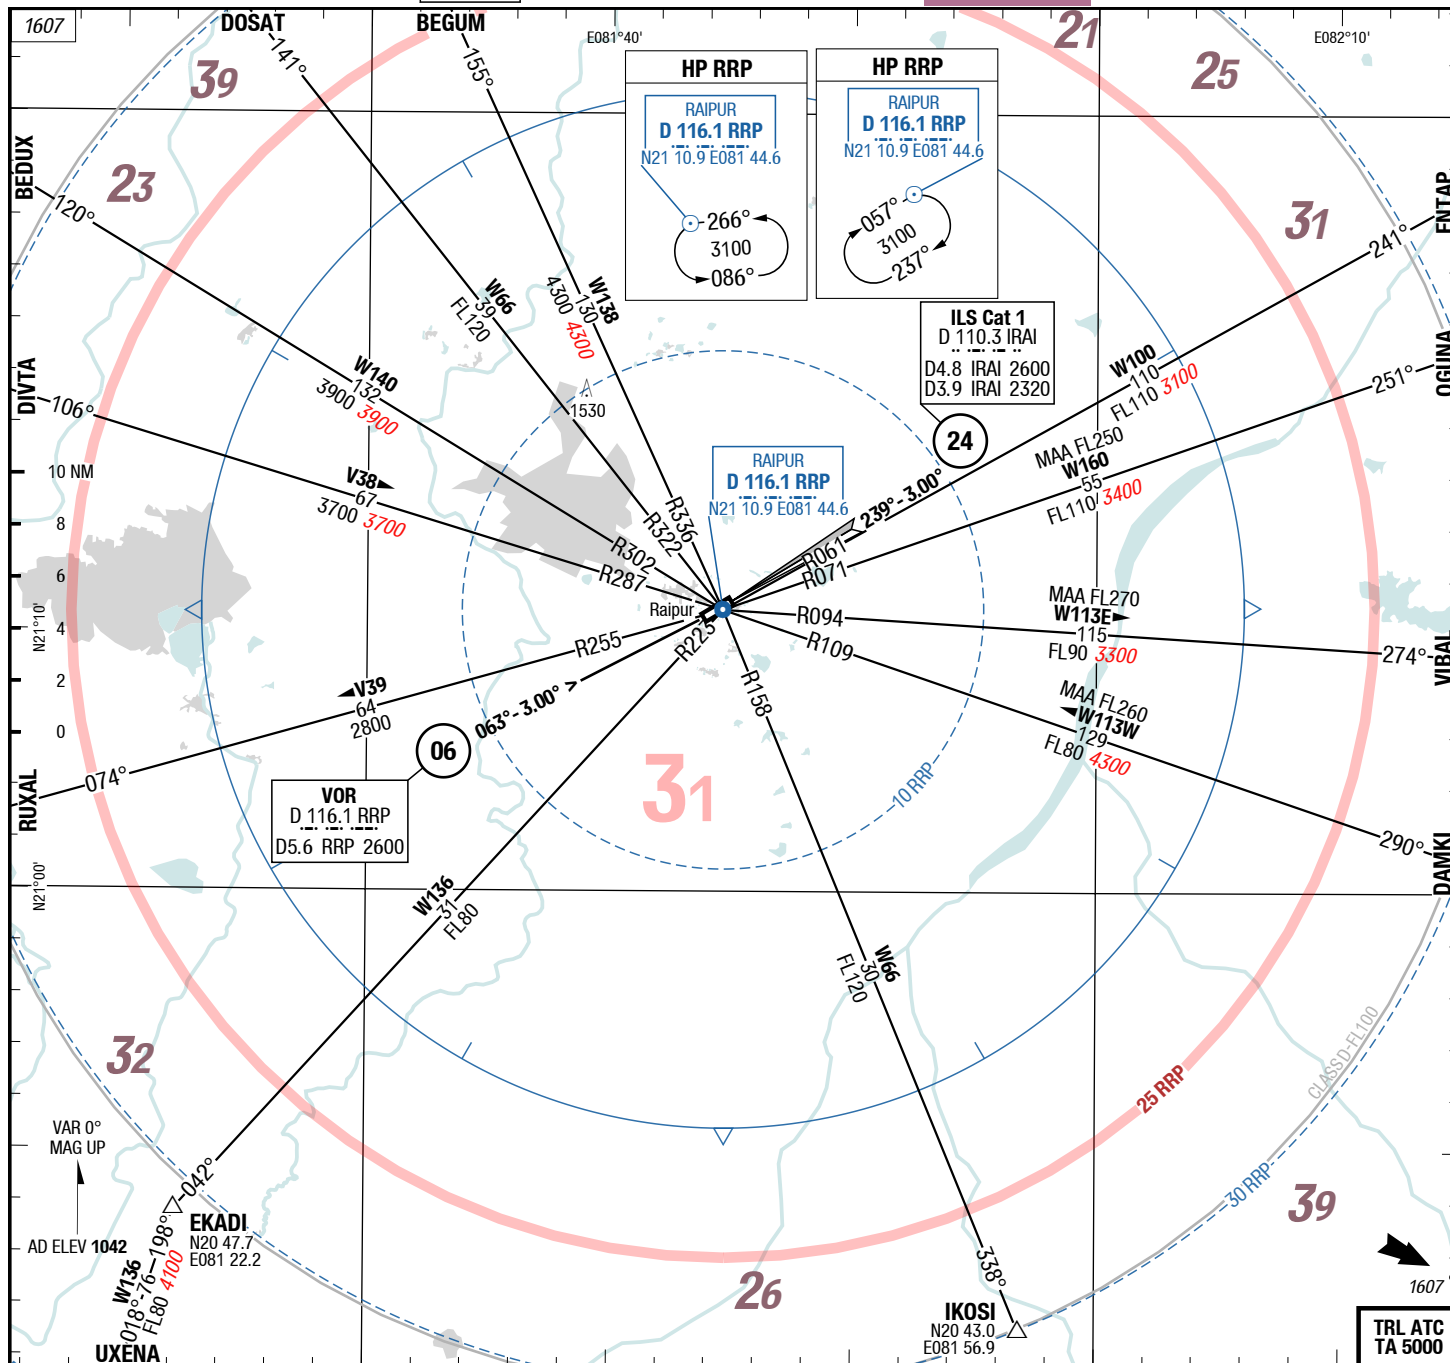 1607
DOSAT
BEGUM
E081°40'
E082°10'
21
25
39
23
31
141°
155°
HP RRP
RAIPUR
D 116.1 RRP
N21 10.9 E081 44.6
266°
3100
086°
HP RRP
RAIPUR
D 116.1 RRP
N21 10.9 E081 44.6
057°
3100
237°
BEDUX
120°
ENTAP
241°
W66
39
FL120
W138
130
4300 4300
ILS Cat 1
D 110.3 IRAI
D4.8 IRAI 2600
D3.9 IRAI 2320
24
W100
110
FL110 3100
OGUNA
251°
DIVTA
106°
W140
132
3900 3900
1530
MAA FL250
W160
55
FL110 3400
10 NM
8
6
4
2
0
V38
67
3700 3700
RAIPUR
D 116.1 RRP
N21 10.9 E081 44.6
239°- 3.00°
R336
R322
R302
R287
R061
R071
N21°10'
Raipur
R094
R109
R255
R223
R158
MAA FL270
W113E
115
FL90 3300
274°
VIBAL
V39
64
2800
063°- 3.00° >
06
MAA FL260
W113W
129
FL80 4300
RUXAL
074°
VOR
D 116.1 RRP
D5.6 RRP 2600
31
10 RRP
290°
DAMKI
N21°00'
W136
31
FL80
W66
30
FL120
32
CLASS D-FL100
25 RRP
30 RRP
39
VAR 0°
MAG UP
AD ELEV 1042
042°
EKADI
N20 47.7
E081 22.2
198°
W136
018°-76
FL80 4100
UXENA
26
338°
IKOSI
N20 43.0
E081 56.9
1607
TRL ATC
TA 5000